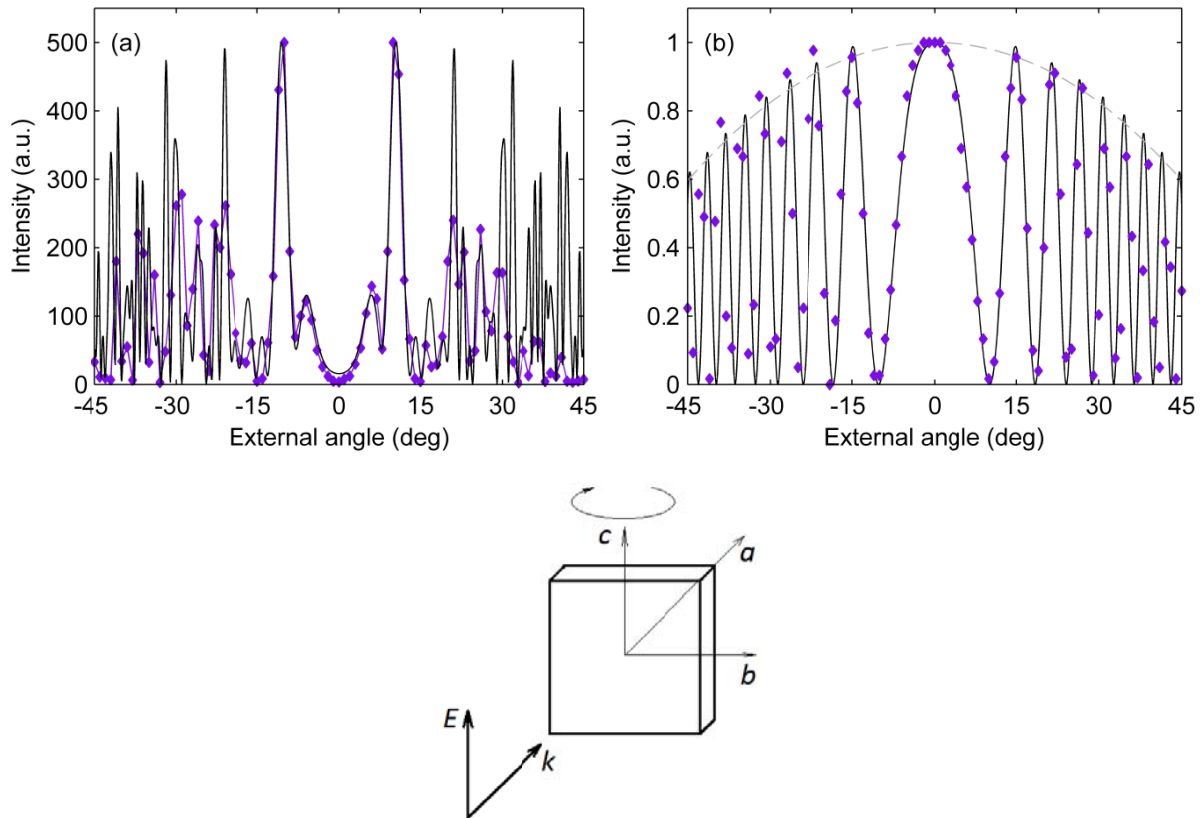 (a)
500
400
300
200
100
0
Intensity (a.u.)
-45 -30 -15 0 15 30 45
External angle (deg)
(b)
1
0.8
0.6
0.4
0.2
0
Intensity (a.u.)
-45 -30 -15 0 15 30 45
External angle (deg)
c
a
b
E
k